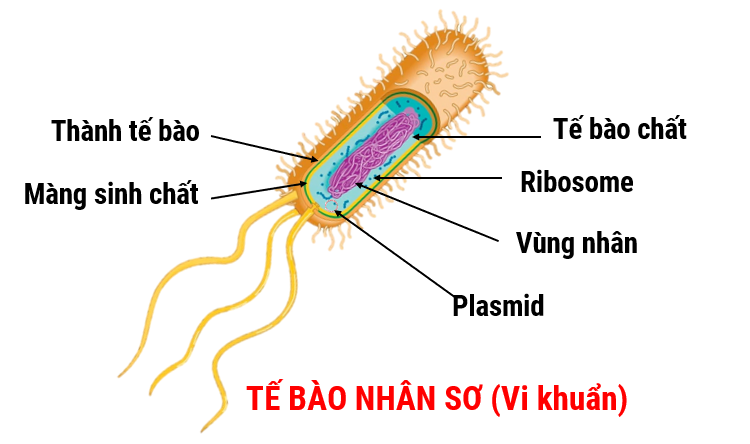 Thành tế bào
Tế bào chất
Màng sinh chất
Ribosome
Vùng nhân
Plasmid
TẾ BÀO NHÂN SƠ (Vi khuẩn)